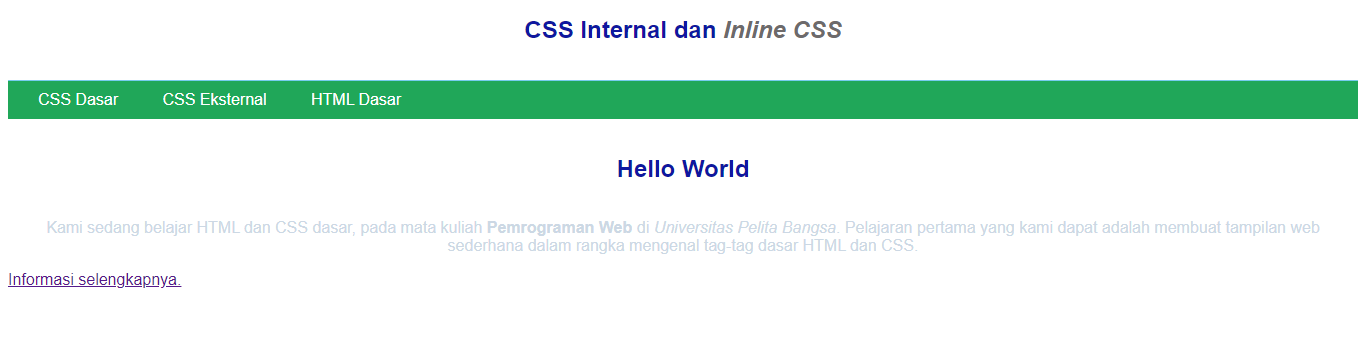 CSS Internal dan Inline CSS
CSS Dasar CSS Eksternal HTML Dasar
Hello World
Kami sedang belajar HTML dan CSS dasar, pada mata kuliah Pemrograman Web di Universitas Pelita Bangsa. Pelajaran pertama yang kami dapat adalah membuat tampilan web
sederhana dalam rangka mengenal tag-tag dasar HTML dan CSS.
Informasi selengkapnya.